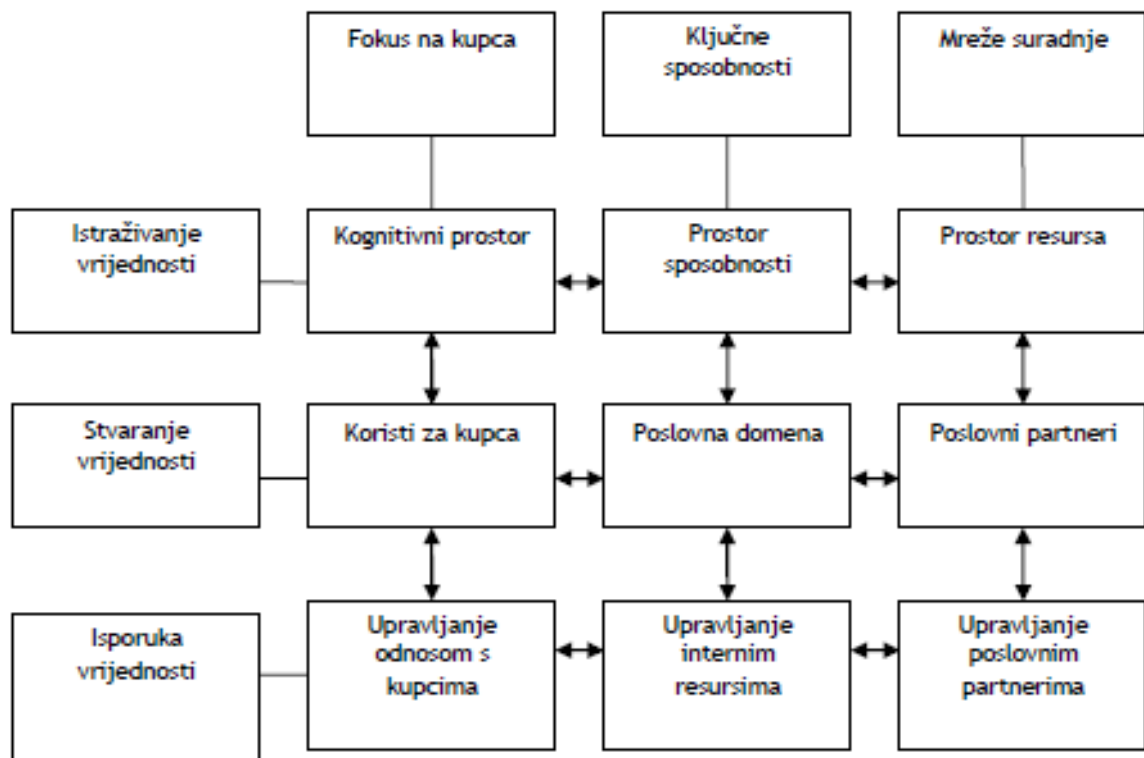 Fokus na kupca
Ključne
sposobnosti
Mreže suradnje
Istraživanje
vrijednosti
Kognitivni prostor
Prostor
sposobnosti
Prostor resursa
Stvaranje
vrijednosti
Koristi za kupca
Poslovna domena
Poslovni partneri
Isporuka
vrijednosti
Upravljanje
odnosom s
kupcima
Upravljanje
internim
resursima
Upravljanje
poslovnim
partnerima